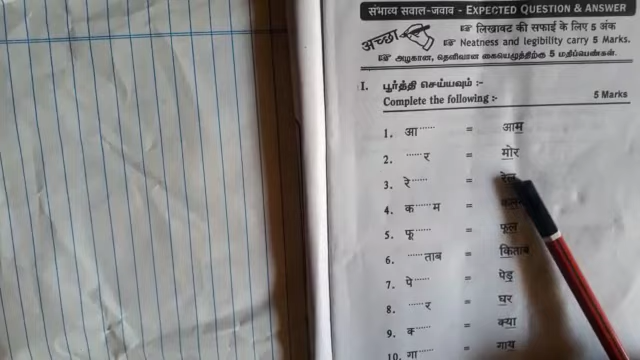 संभाव्य सवाल-जवाब - EXPECTED QUESTION & ANSWER
अच्छा ☞ लिखावट की सफाई के लिए 5 अंक
☞ Neatness and legibility carry 5 Marks.
☞ அழகான, தெளிவான கையெழுத்திற்கு 5 மதிப்பெண்கள்.
I. பூர்த்தி செய்யவும் :-
Complete the following :- 5 Marks
1. आ ...... = आम
2. ...... र = मोर
3. रे ...... = रेल
4. क ...... म =
5. फू ...... = फूल
6. ...... ताब = किताब
7. पे ...... = पेड़
8. ...... र = घर
9. क ...... = क्या
10. गा ...... = गाय